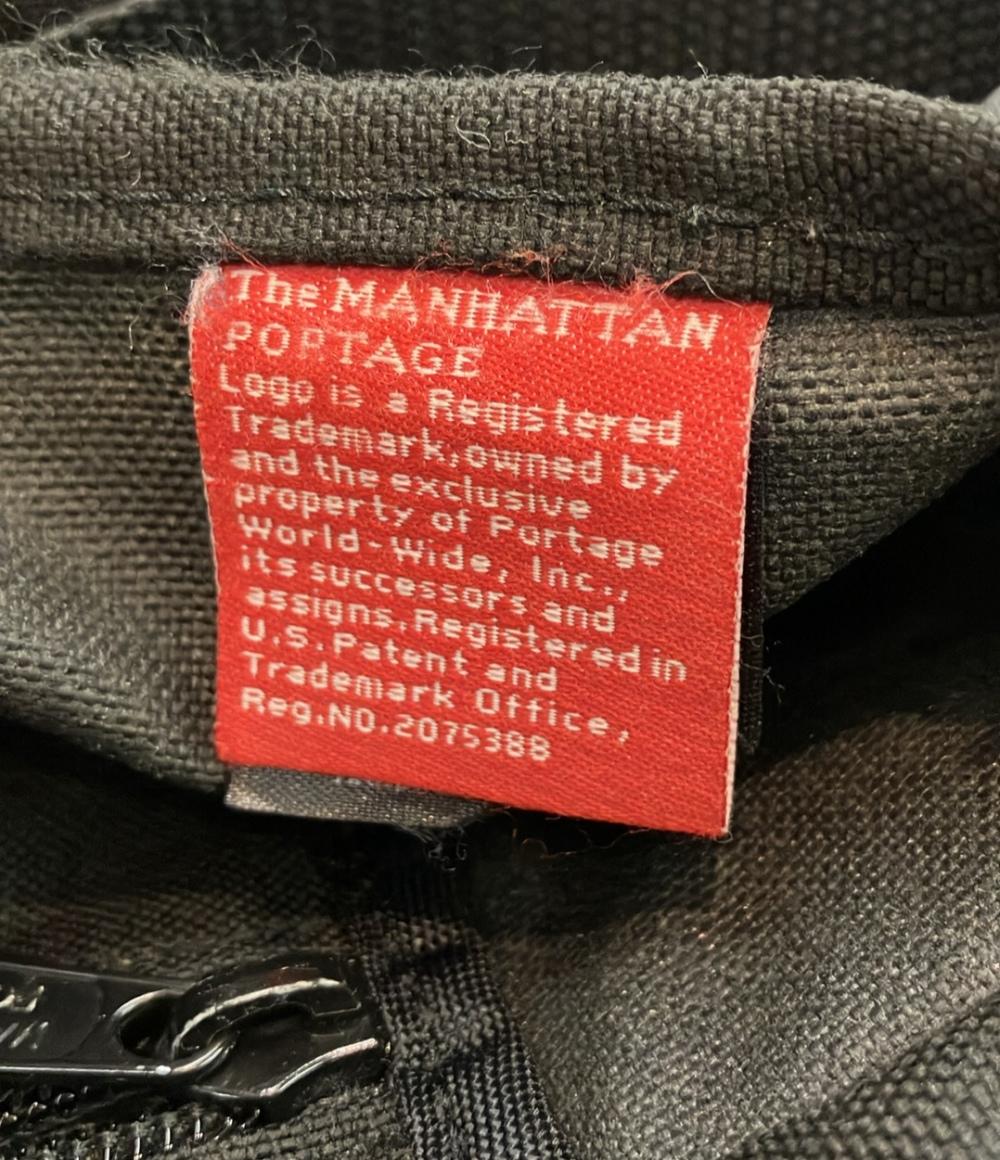 The MANHATTAN
PORTAGE
Logo is a Registered
Trademark,owned by
and the exclusive
property of Portage
World-Wide, Inc.,
its successors and
assigns.Registered in
U.S.Patent and
Trademark Office,
Reg.NO.2075388